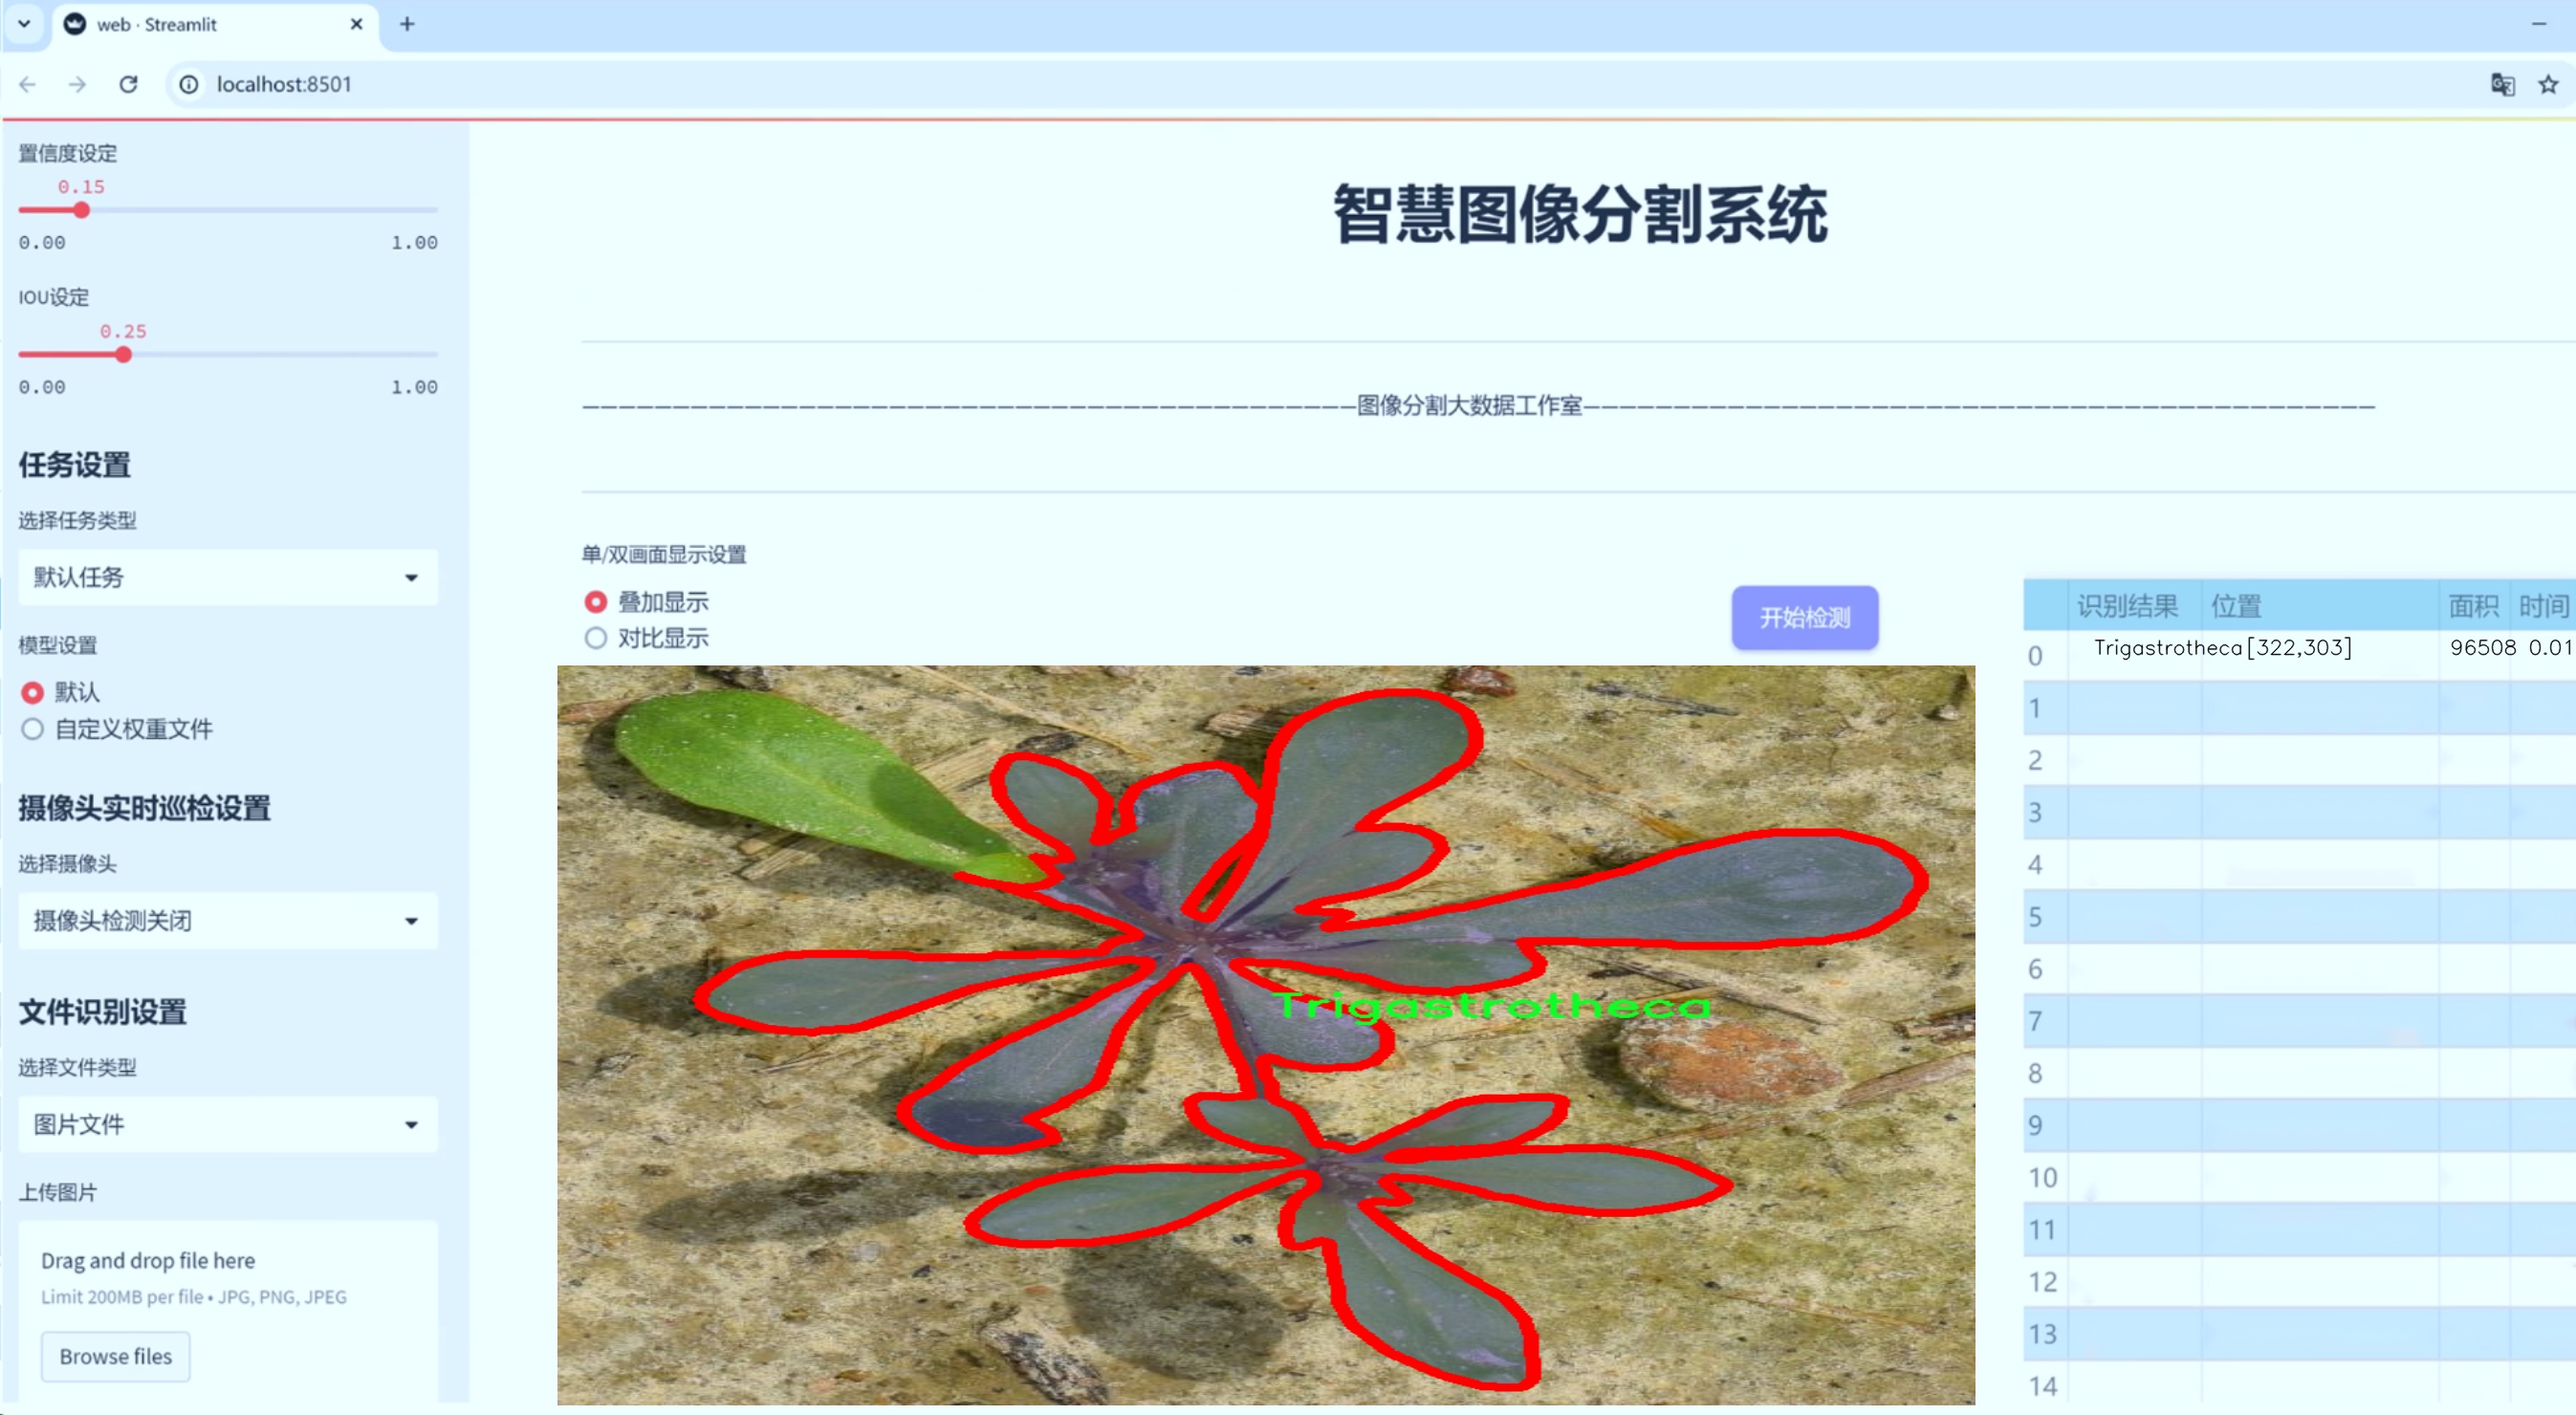 web · Streamlit
localhost:8501
置信度设定
0.15
0.00 1.00
IOU设定
0.25
0.00 1.00
任务设置
选择任务类型
默认任务
模型设置
默认
自定义权重文件
摄像头实时巡检设置
选择摄像头
摄像头检测关闭
文件识别设置
选择文件类型
图片文件
上传图片
Drag and drop file here
Limit 200MB per file • JPG, PNG, JPEG
Browse files
智慧图像分割系统
图像分割大数据工作室
单/双画面显示设置
叠加显示
对比显示
开始检测
Trigastrotheca
识别结果 位置 面积 时间
0 Trigastrotheca [322,303] 96508 0.01
1
2
3
4
5
6
7
8
9
10
11
12
13
14